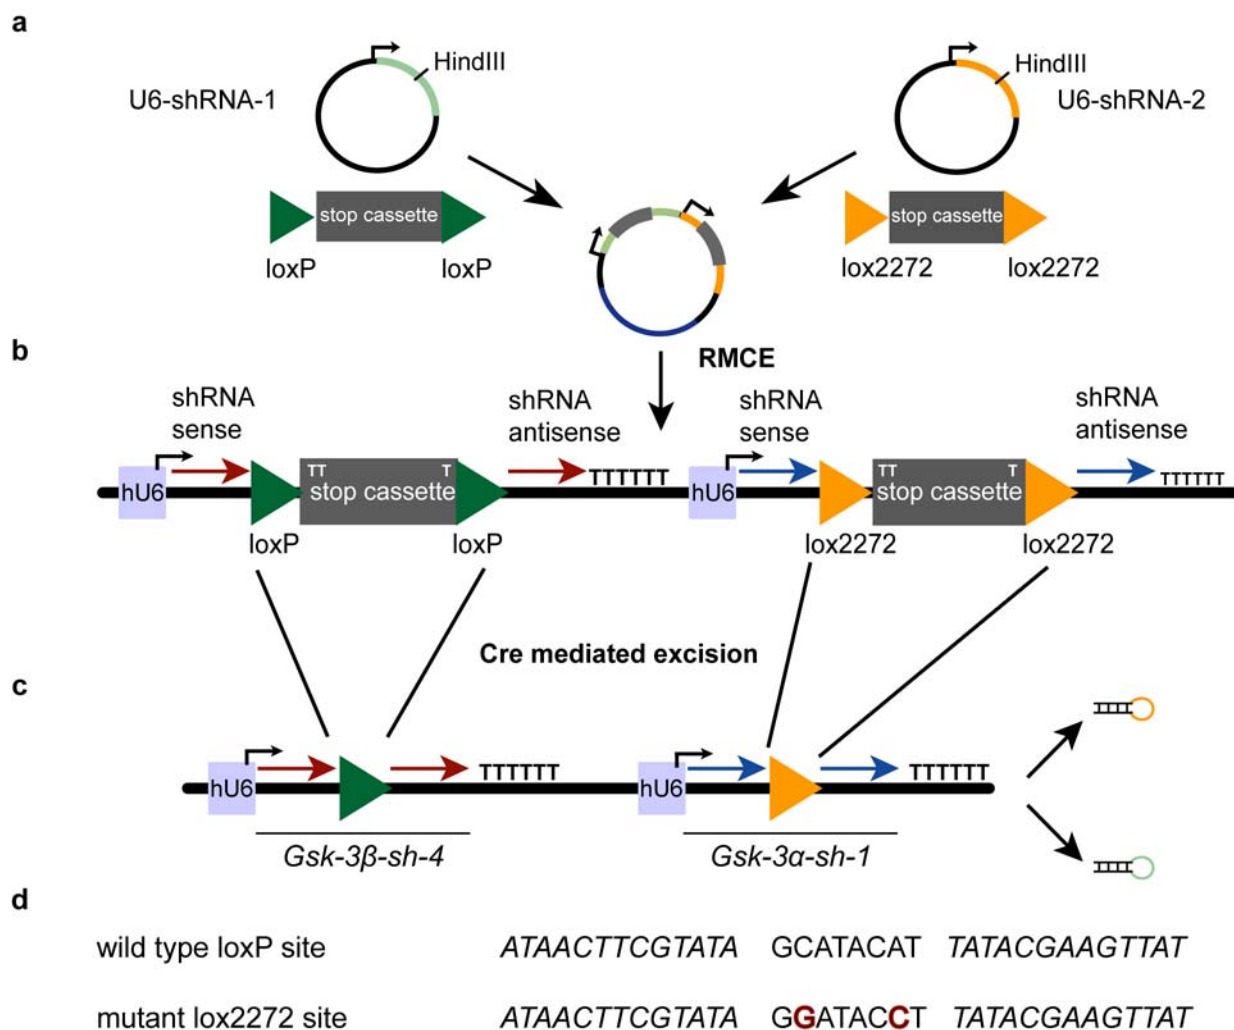 a
HindIII
U6-shRNA-1
HindIII
U6-shRNA-2
stop cassette
loxP loxP
stop cassette
lox2272 lox2272
RMCE
b
shRNA
sense
shRNA
antisense
shRNA
sense
shRNA
antisense
hU6
TT T
stop cassette
TTTTTT
hU6
TT T
stop cassette
TTTTTT
loxP loxP lox2272 lox2272
Cre mediated excision
c
hU6 TTTTTT hU6 TTTTTT
Gsk-3β-sh-4 Gsk-3α-sh-1
d
wild type loxP site ATAACTTCGTATA GCATACAT TATACGAAGTTAT
mutant lox2272 site ATAACTTCGTATA GGATACCT TATACGAAGTTAT